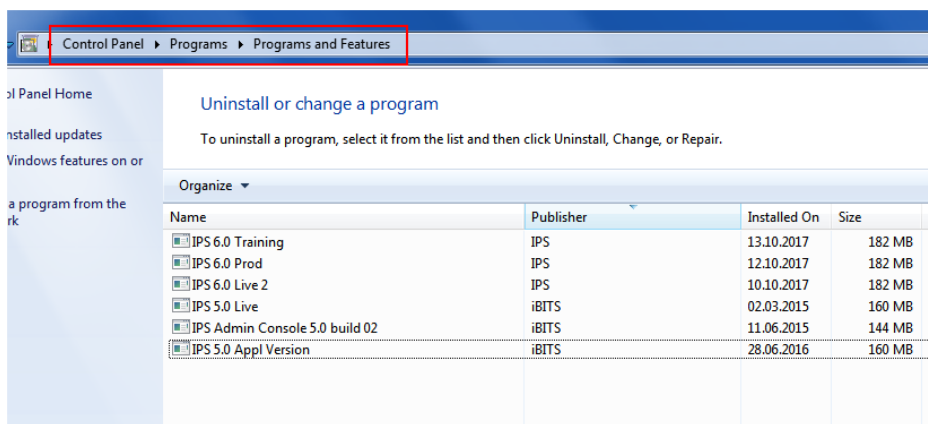 Control Panel ▸ Programs ▸ Programs and Features
ol Panel Home
nstalled updates
Windows features on or
a program from the
rk
Uninstall or change a program
To uninstall a program, select it from the list and then click Uninstall, Change, or Repair.
Organize
Name Publisher Installed On Size
IPS 6.0 Training IPS 13.10.2017 182 MB
IPS 6.0 Prod IPS 12.10.2017 182 MB
IPS 6.0 Live 2 IPS 10.10.2017 182 MB
IPS 5.0 Live iBITS 02.03.2015 160 MB
IPS Admin Console 5.0 build 02 iBITS 11.06.2015 144 MB
IPS 5.0 Appl Version iBITS 28.06.2016 160 MB